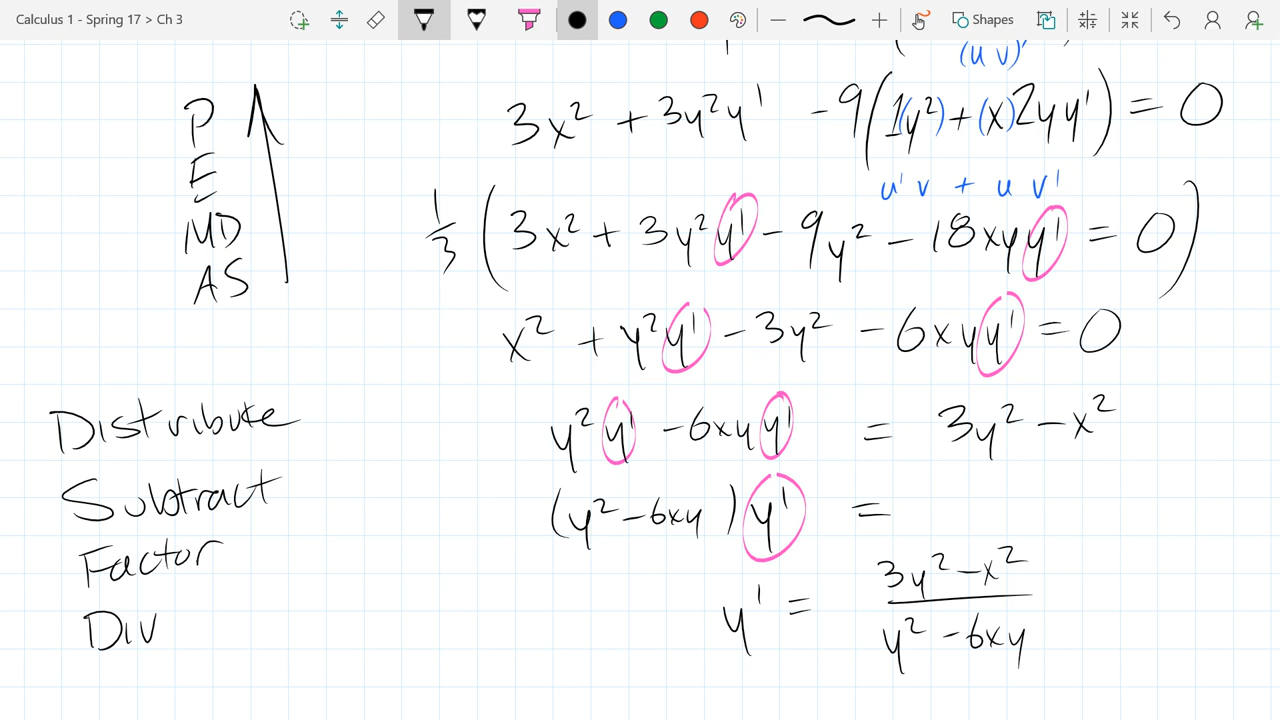 Calculus 1 - Spring 17 > Ch 3
Shapes
(u v)'
3x² + 3y²y' - 9(1(y²) + (x)2yy') = 0
u'v + u v'
P
E
MD
AS
1/3 (3x² + 3y²y' - 9y² - 18xyy' = 0)
x² + y²y' - 3y² - 6xyy' = 0
Distribute
y²y' - 6xyy' = 3y² - x²
Subtract
(y² - 6xy)y' =
Factor
Div
y' = (3y² - x²)/(y² - 6xy)